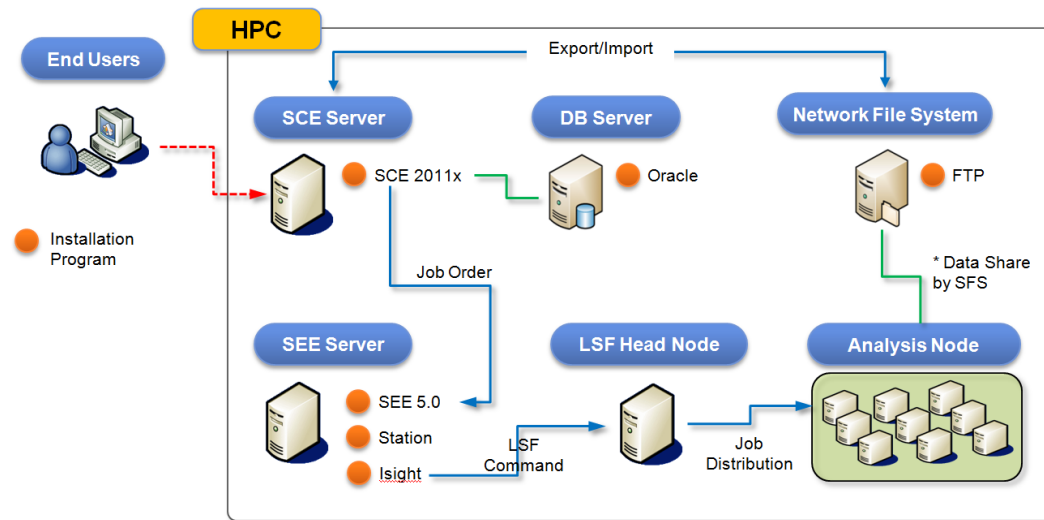 HPC
End Users
Export/Import
SCE Server
DB Server
Network File System
SCE 2011x
Oracle
FTP
Installation
Program
Job Order
* Data Share
by SFS
SEE Server
LSF Head Node
Analysis Node
SEE 5.0
Station
Isight
LSF
Command
Job
Distribution